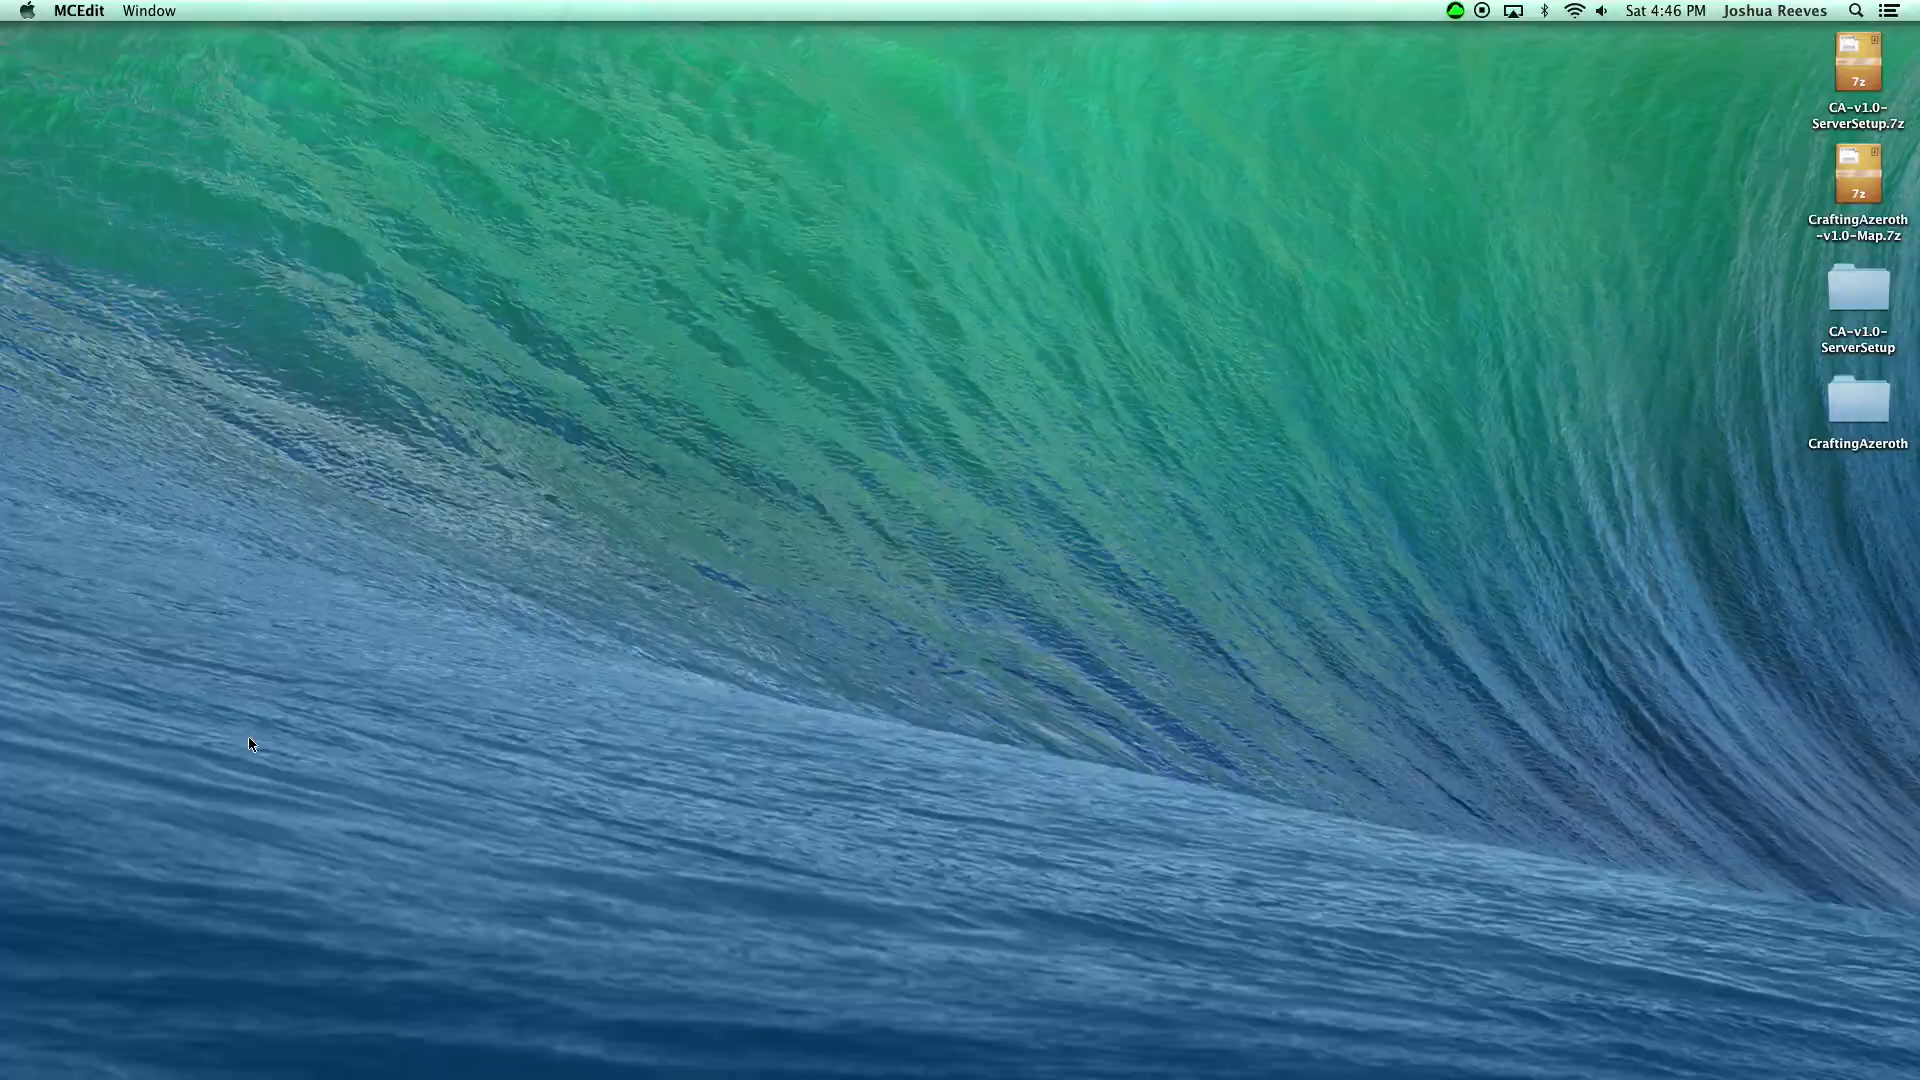 MCEdit Window Sat 4:46 PM Joshua Reeves
7z
CA-v1.0-
ServerSetup.7z
7z
CraftingAzeroth
-v1.0-Map.7z
CA-v1.0-
ServerSetup
CraftingAzeroth